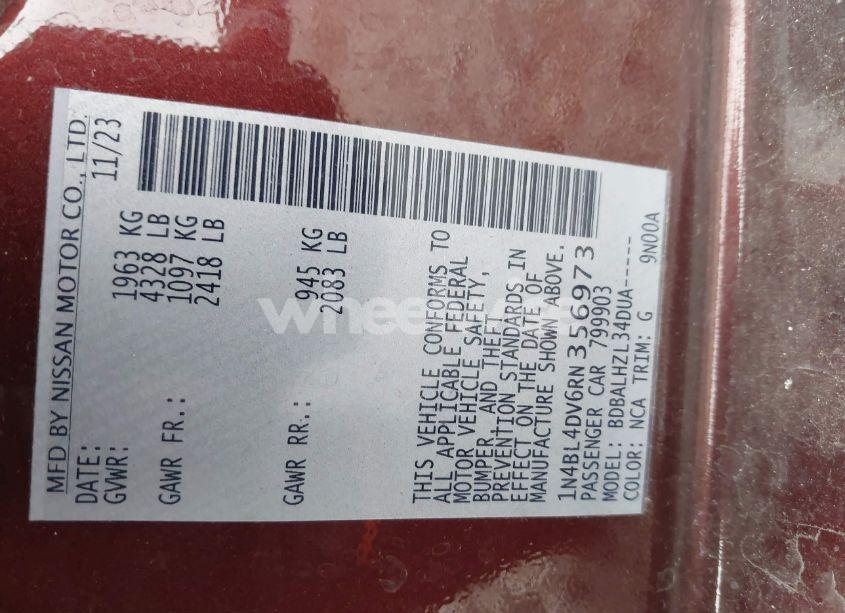 MFD BY NISSAN MOTOR CO., LTD.
DATE: 11/23
GVWR: 1963 KG
4328 LB
GAWR FR.: 1097 KG
2418 LB
GAWR RR.: 945 KG
2083 LB
THIS VEHICLE CONFORMS TO
ALL APPLICABLE FEDERAL
MOTOR VEHICLE SAFETY,
BUMPER, AND THEFT
PREVENTION STANDARDS IN
EFFECT ON THE DATE OF
MANUFACTURE SHOWN ABOVE.
1N4BL4DV6RN356973
PASSENGER CAR 799903
MODEL: BDBALHZL34DUA-----
COLOR: NCA TRIM: G 9N00A